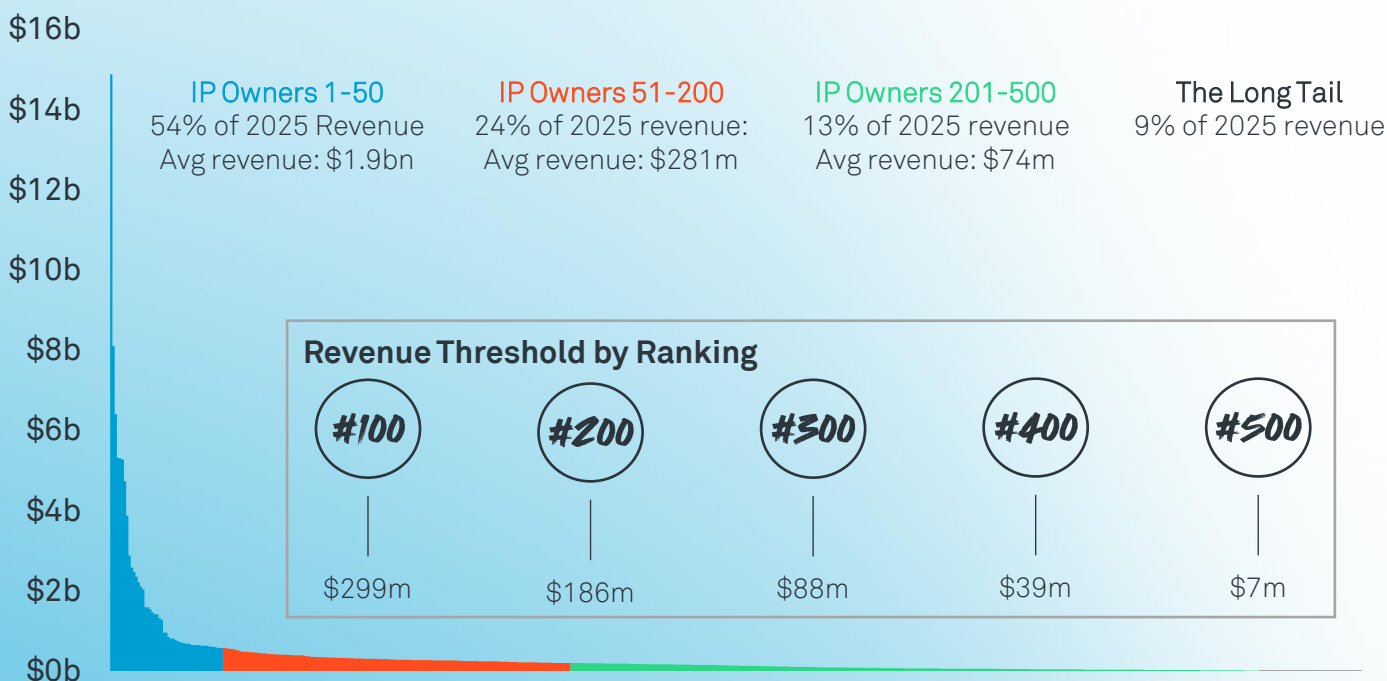 $16b
$14b
$12b
$10b
$8b
$6b
$4b
$2b
$0b
IP Owners 1-50
54% of 2025 Revenue
Avg revenue: $1.9bn
IP Owners 51-200
24% of 2025 revenue:
Avg revenue: $281m
IP Owners 201-500
13% of 2025 revenue
Avg revenue: $74m
The Long Tail
9% of 2025 revenue
Revenue Threshold by Ranking
#100
#200
#300
#400
#500
$299m
$186m
$88m
$39m
$7m